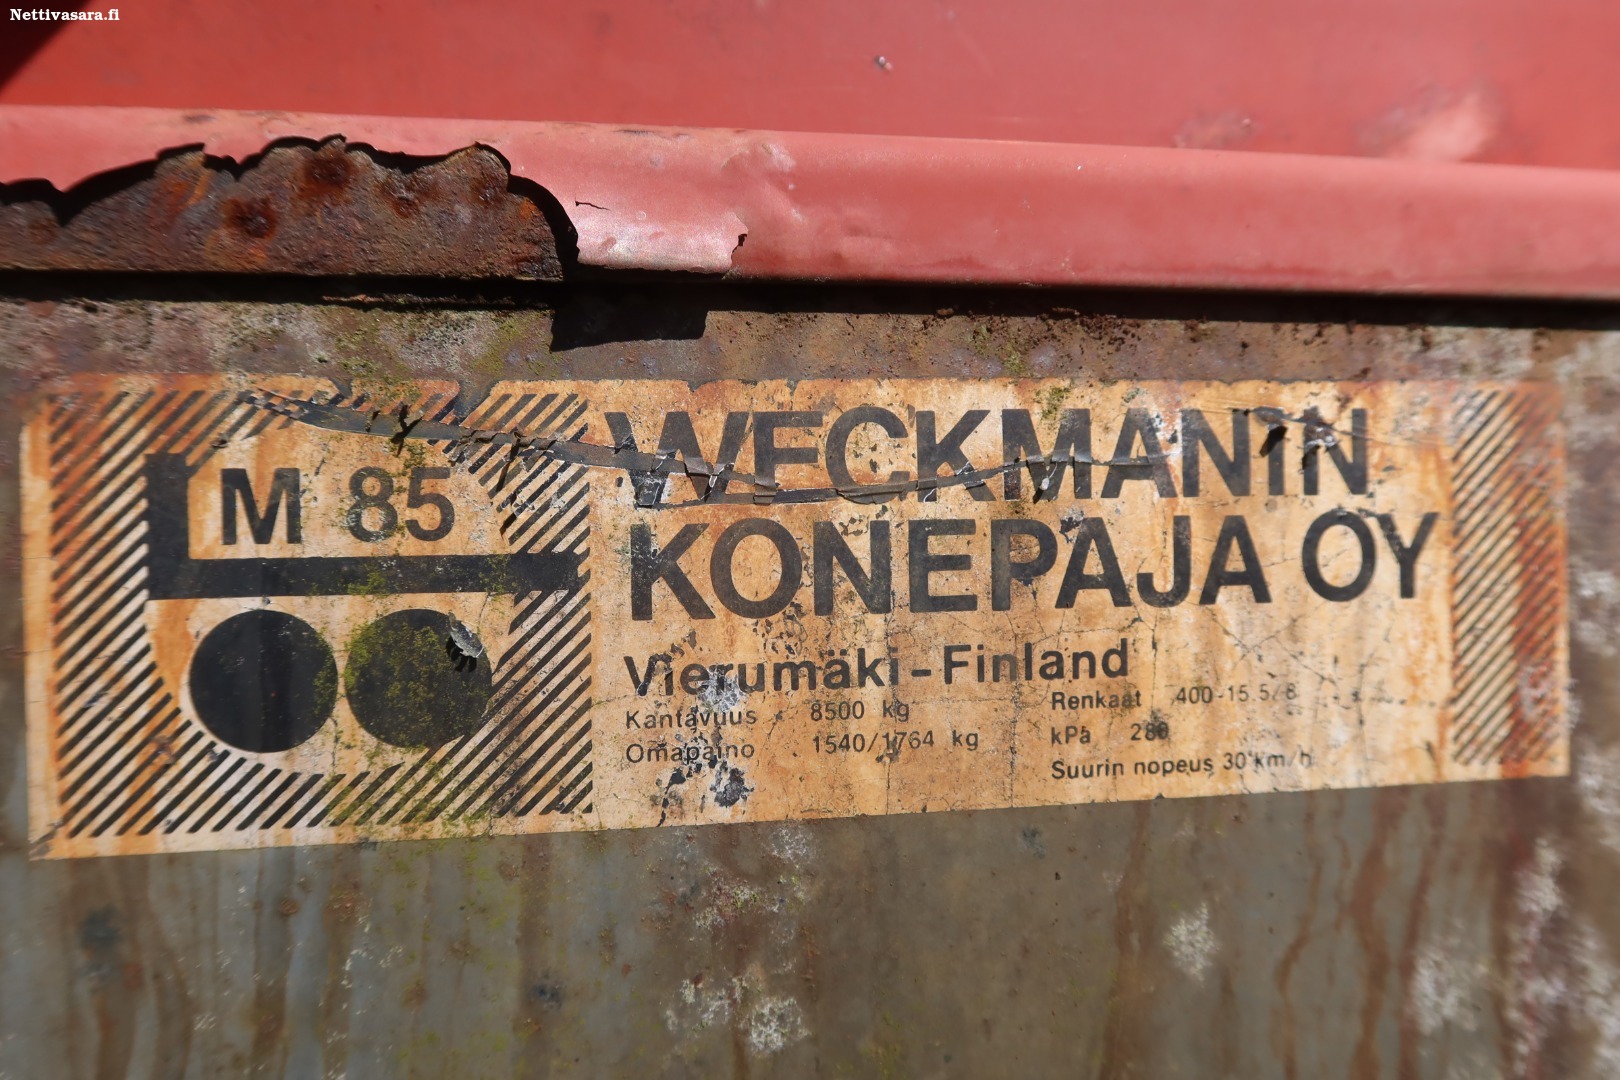 Nettivasara.fi
M 85
WECKMANIN
KONEPAJA OY
Vierumäki-Finland
Kantavuus 8500 kg
Omapaino 1540/1764 kg
Renkaat 400-15.5/8
kPa 280
Suurin nopeus 30 km/h